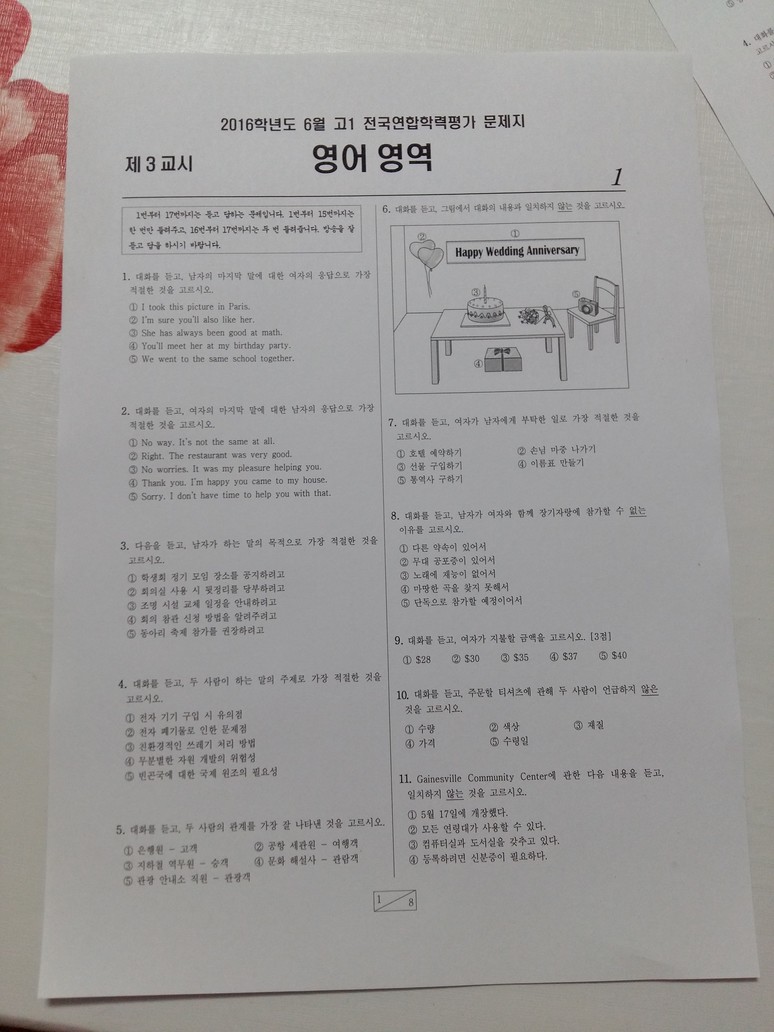 2016학년도 6월 고1 전국연합학력평가 문제지
제 3 교시
영어 영역
1
1번부터 17번까지는 듣고 답하는 문제입니다. 1번부터 15번까지는
한 번만 들려주고, 16번부터 17번까지는 두 번 들려줍니다. 방송을 잘
듣고 답을 하시기 바랍니다.
1. 대화를 듣고, 남자의 마지막 말에 대한 여자의 응답으로 가장
적절한 것을 고르시오.
① I took this picture in Paris.
② I'm sure you'll also like her.
③ She has always been good at math.
④ You'll meet her at my birthday party.
⑤ We went to the same school together.
2. 대화를 듣고, 여자의 마지막 말에 대한 남자의 응답으로 가장
적절한 것을 고르시오.
① No way. It's not the same at all.
② Right. The restaurant was very good.
③ No worries. It was my pleasure helping you.
④ Thank you. I'm happy you came to my house.
⑤ Sorry. I don't have time to help you with that.
3. 다음을 듣고, 남자가 하는 말의 목적으로 가장 적절한 것을
고르시오.
① 학생회 정기 모임 장소를 공지하려고
② 회의실 사용 시 뒷정리를 당부하려고
③ 조명 시설 교체 일정을 안내하려고
④ 회의 참관 신청 방법을 알려주려고
⑤ 동아리 축제 참가를 권장하려고
4. 대화를 듣고, 두 사람이 하는 말의 주제로 가장 적절한 것을
고르시오.
① 전자 기기 구입 시 유의점
② 전자 폐기물로 인한 문제점
③ 친환경적인 쓰레기 처리 방법
④ 무분별한 자원 개발의 위험성
⑤ 빈곤국에 대한 국제 원조의 필요성
5. 대화를 듣고, 두 사람의 관계를 가장 잘 나타낸 것을 고르시오.
① 은행원 - 고객 ② 공항 세관원 - 여행객
③ 지하철 역무원 - 승객 ④ 문화 해설사 - 관람객
⑤ 관광 안내소 직원 - 관광객
6. 대화를 듣고, 그림에서 대화의 내용과 일치하지 않는 것을 고르시오.
①
②
Happy Wedding Anniversary
③
⑤
④
7. 대화를 듣고, 여자가 남자에게 부탁한 일로 가장 적절한 것을
고르시오.
① 호텔 예약하기 ② 손님 마중 나가기
③ 선물 구입하기 ④ 이름표 만들기
⑤ 통역사 구하기
8. 대화를 듣고, 남자가 여자와 함께 장기자랑에 참가할 수 없는
이유를 고르시오.
① 다른 약속이 있어서
② 무대 공포증이 있어서
③ 노래에 재능이 없어서
④ 마땅한 곡을 찾지 못해서
⑤ 단독으로 참가할 예정이어서
9. 대화를 듣고, 여자가 지불할 금액을 고르시오. [3점]
① $28 ② $30 ③ $35 ④ $37 ⑤ $40
10. 대화를 듣고, 주문할 티셔츠에 관해 두 사람이 언급하지 않은
것을 고르시오.
① 수량 ② 색상 ③ 재질
④ 가격 ⑤ 수령일
11. Gainesville Community Center에 관한 다음 내용을 듣고,
일치하지 않는 것을 고르시오.
① 5월 17일에 개장했다.
② 모든 연령대가 사용할 수 있다.
③ 컴퓨터실과 도서실을 갖추고 있다.
④ 등록하려면 신분증이 필요하다.
1 8
4. 대화를
고르시
①